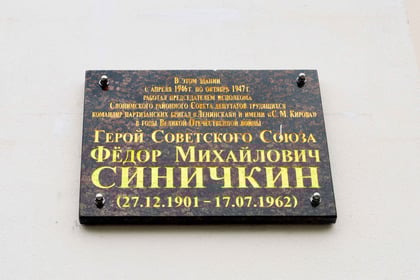 В этом здании
с апреля 1946 г. по октябрь 1947 г.
работал председателем исполкома
Слонимского районного Совета депутатов трудящихся
командир партизанских бригад «Ленинская» и имени «С. М. Кирова»
в годы Великой Отечественной войны
Герой Советского Союза
Фёдор Михайлович
СИНИЧКИН
(27.12.1901 – 17.07.1962)